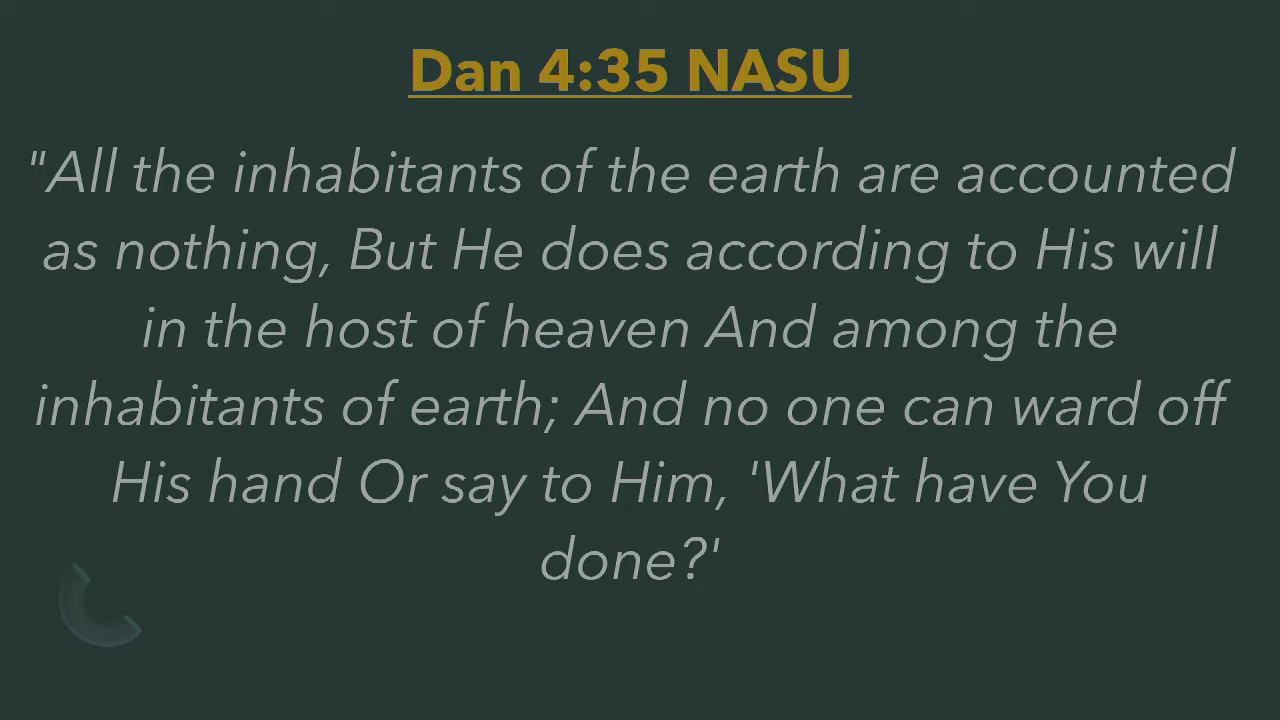 Dan 4:35 NASU
"All the inhabitants of the earth are accounted
as nothing, But He does according to His will
in the host of heaven And among the
inhabitants of earth; And no one can ward off
His hand Or say to Him, 'What have You
done?'